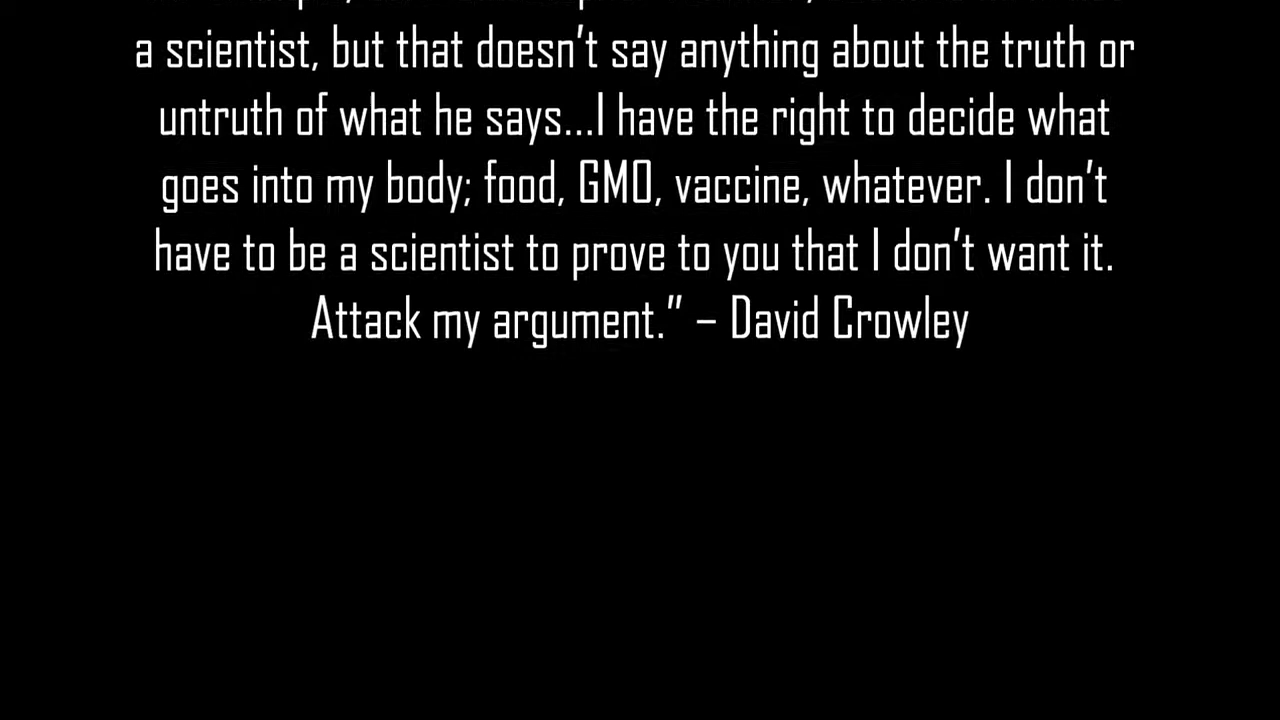 a scientist, but that doesn't say anything about the truth or
untruth of what he says...I have the right to decide what
goes into my body; food, GMO, vaccine, whatever. I don't
have to be a scientist to prove to you that I don't want it.
Attack my argument." – David Crowley